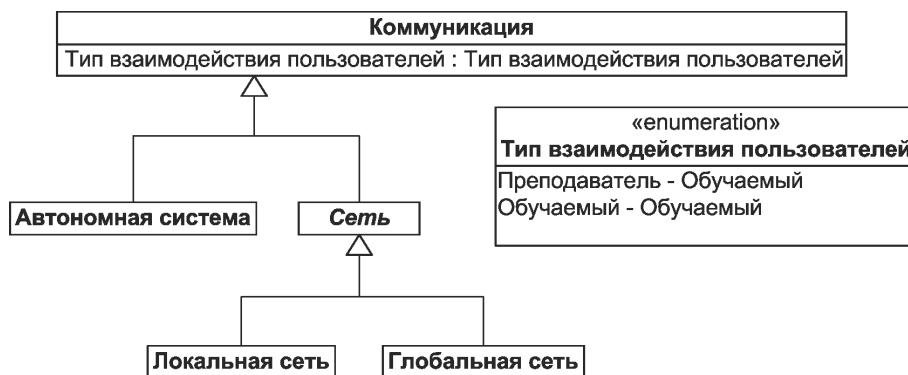 Коммуникация
Тип взаимодействия пользователей : Тип взаимодействия пользователей
«enumeration»
Тип взаимодействия пользователей
Преподаватель - Обучаемый
Обучаемый - Обучаемый
Автономная система
Сеть
Локальная сеть
Глобальная сеть